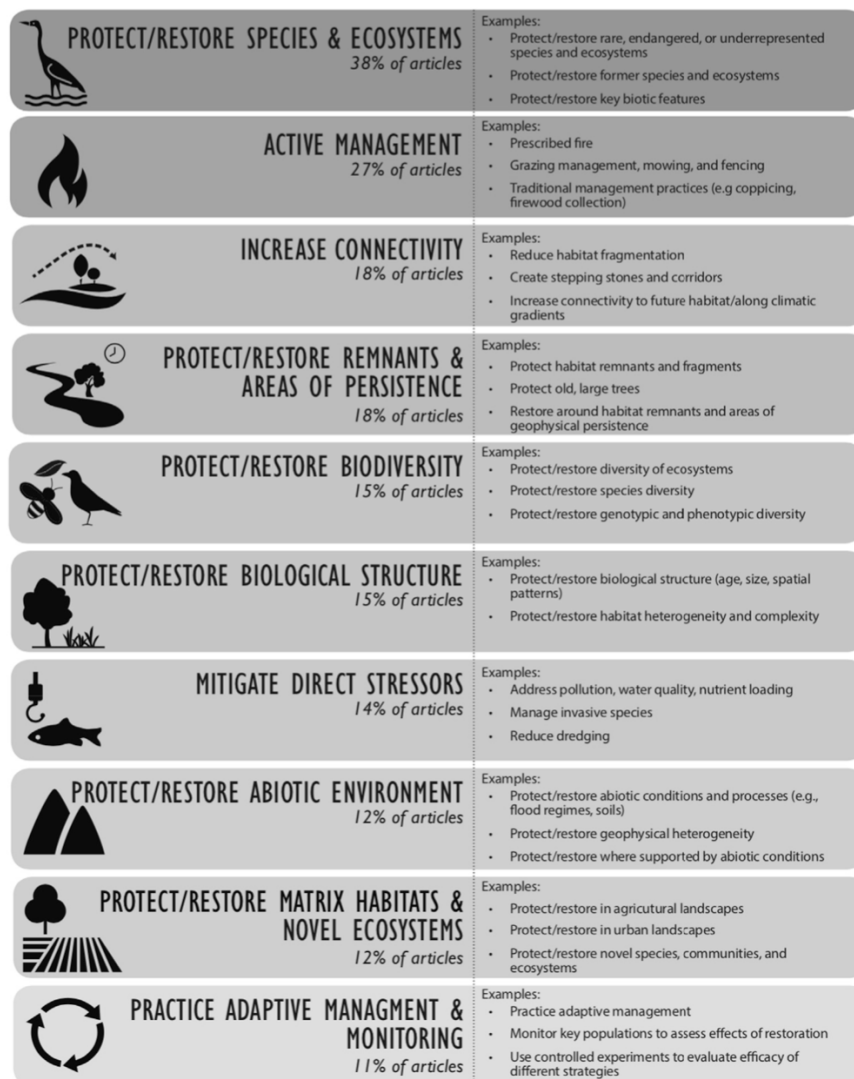 PROTECT/RESTORE SPECIES & ECOSYSTEMS
38% of articles
Examples:
• Protect/restore rare, endangered, or underrepresented
species and ecosystems
• Protect/restore former species and ecosystems
• Protect/restore key biotic features
ACTIVE MANAGEMENT
27% of articles
Examples:
• Prescribed fire
• Grazing management, mowing, and fencing
• Traditional management practices (e.g coppicing,
firewood collection)
INCREASE CONNECTIVITY
18% of articles
Examples:
• Reduce habitat fragmentation
• Create stepping stones and corridors
• Increase connectivity to future habitat/along climatic
gradients
PROTECT/RESTORE REMNANTS &
AREAS OF PERSISTENCE
18% of articles
Examples:
• Protect habitat remnants and fragments
• Protect old, large trees
• Restore around habitat remnants and areas of
geophysical persistence
PROTECT/RESTORE BIODIVERSITY
15% of articles
Examples:
• Protect/restore diversity of ecosystems
• Protect/restore species diversity
• Protect/restore genotypic and phenotypic diversity
PROTECT/RESTORE BIOLOGICAL STRUCTURE
15% of articles
Examples:
• Protect/restore biological structure (age, size, spatial
patterns)
• Protect/restore habitat heterogeneity and complexity
MITIGATE DIRECT STRESSORS
14% of articles
Examples:
• Address pollution, water quality, nutrient loading
• Manage invasive species
• Reduce dredging
PROTECT/RESTORE ABIOTIC ENVIRONMENT
12% of articles
Examples:
• Protect/restore abiotic conditions and processes (e.g.,
flood regimes, soils)
• Protect/restore geophysical heterogeneity
• Protect/restore where supported by abiotic conditions
PROTECT/RESTORE MATRIX HABITATS &
NOVEL ECOSYSTEMS
12% of articles
Examples:
• Protect/restore in agricutural landscapes
• Protect/restore in urban landscapes
• Protect/restore novel species, communities, and
ecosystems
PRACTICE ADAPTIVE MANAGMENT &
MONITORING
11% of articles
Examples:
• Practice adaptive management
• Monitor key populations to assess effects of restoration
• Use controlled experiments to evaluate efficacy of
different strategies